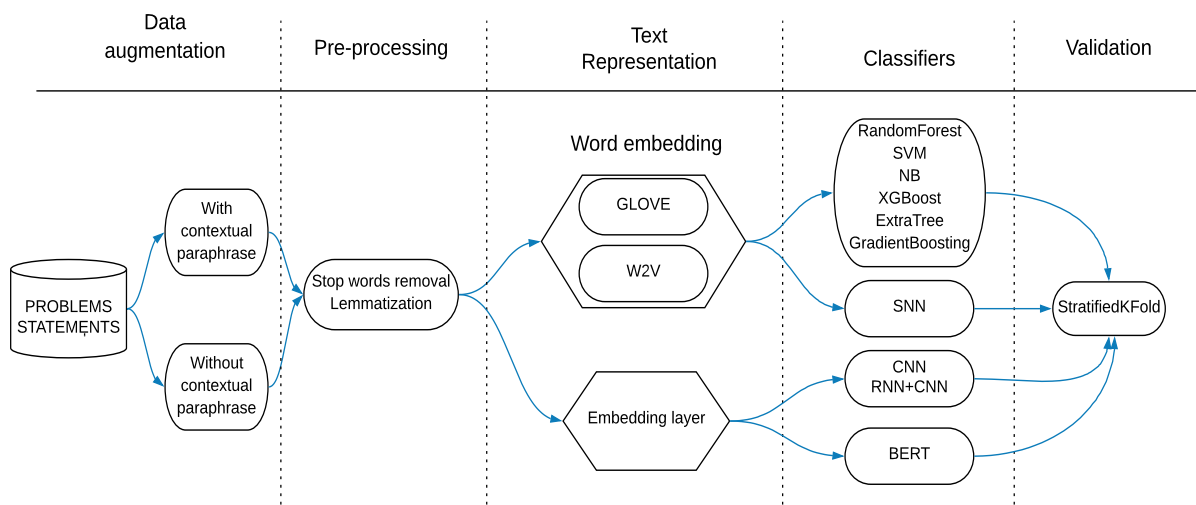 Data
augmentation
Pre-processing
Text
Representation
Classifiers
Validation
PROBLEMS
STATEMENTS
With
contextual
paraphrase
Without
contextual
paraphrase
Stop words removal
Lemmatization
Word embedding
GLOVE
W2V
Embedding layer
RandomForest
SVM
NB
XGBoost
ExtraTree
GradientBoosting
SNN
CNN
RNN+CNN
BERT
StratifiedKFold